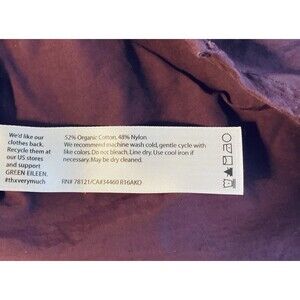 We'd like our
clothes back.
Recycle them at
our US stores
and support
GREEN EILEEN.
#thxverymuch
52% Organic Cotton, 48% Nylon
We recommend machine wash cold, gentle cycle with
like colors. Do not bleach. Line dry. Use cool iron if
necessary. May be dry cleaned.
RN# 78121/CA#34460 R16AKO